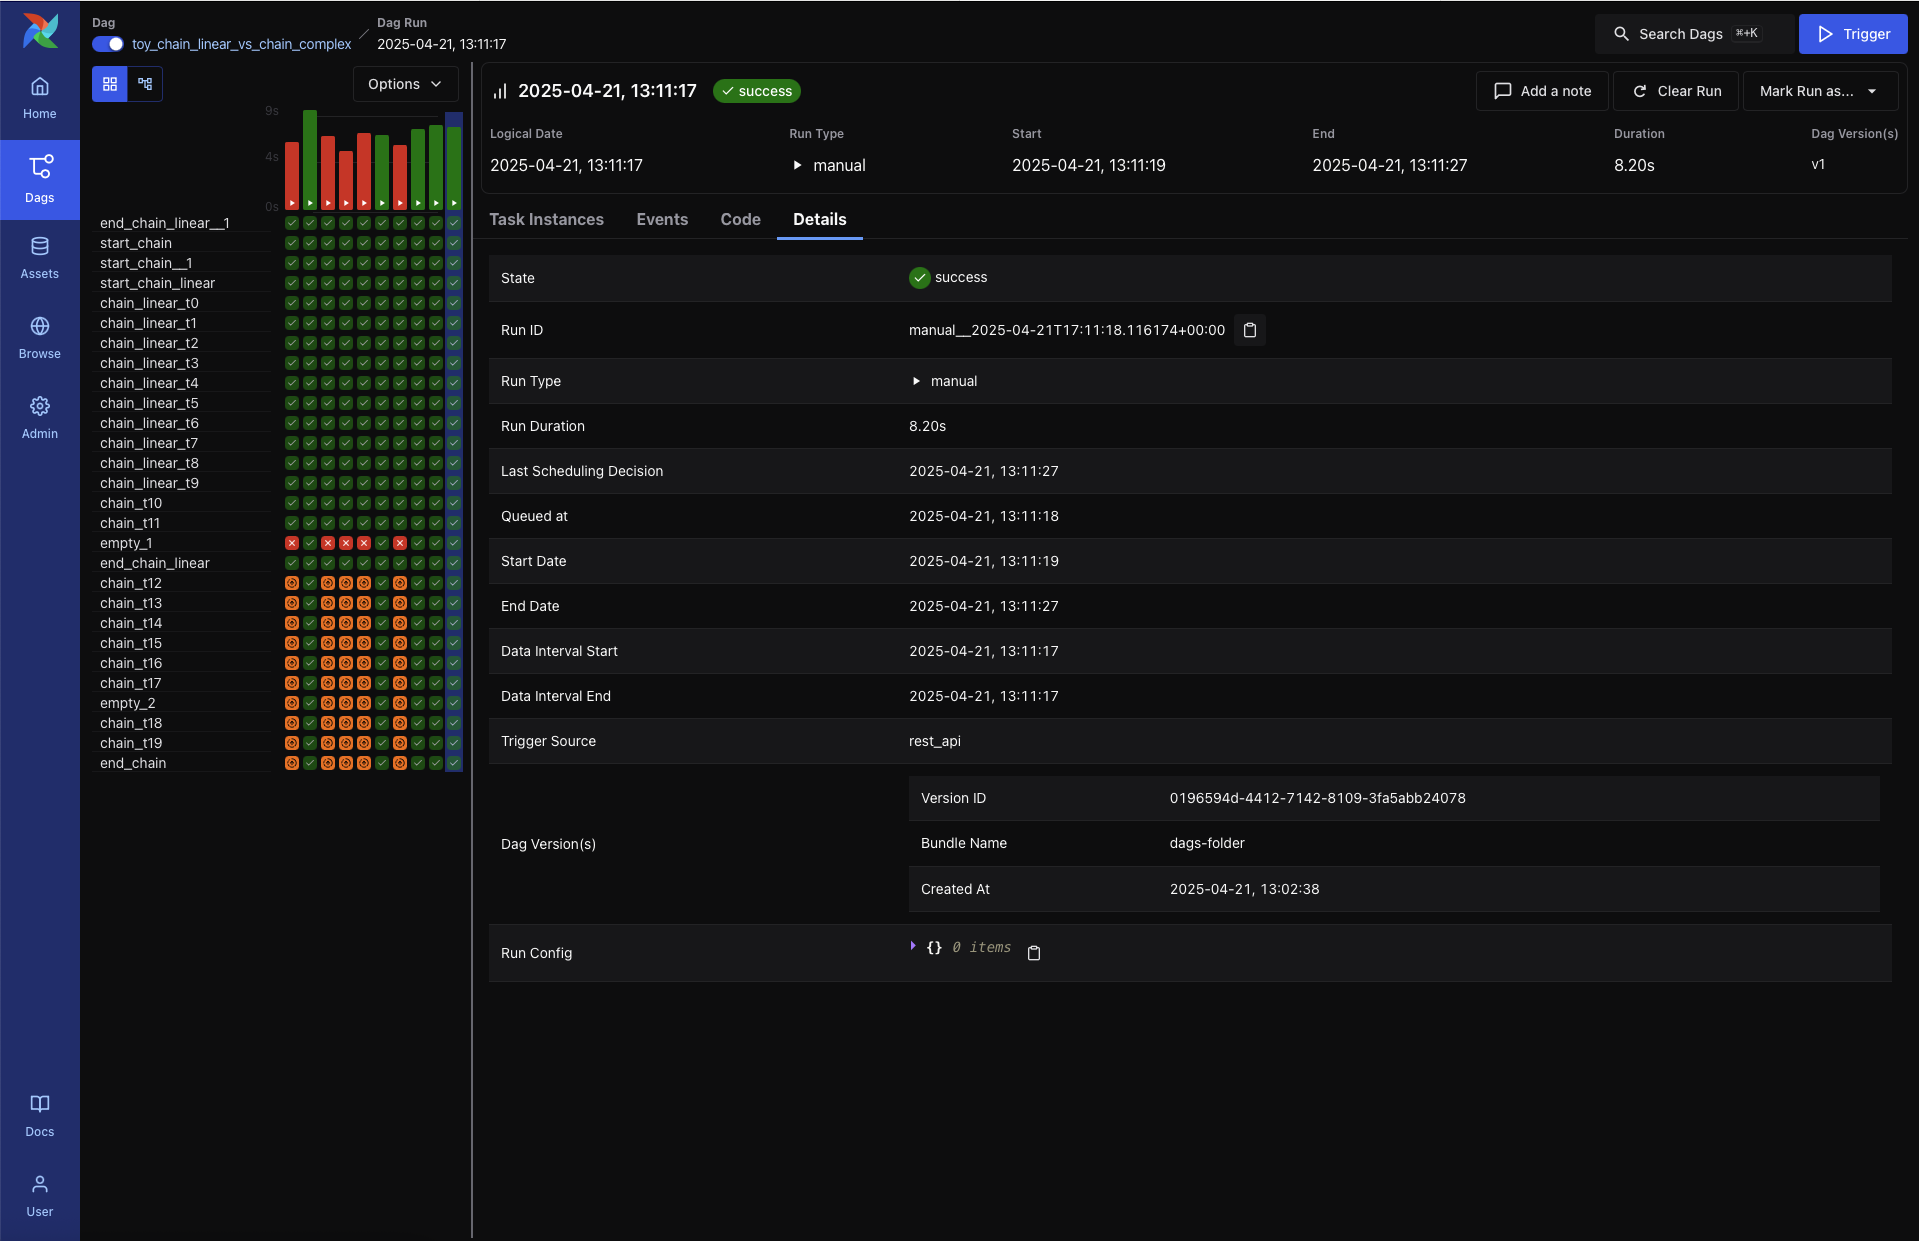 Dag
toy_chain_linear_vs_chain_complex
Dag Run
2025-04-21, 13:11:17
Search Dags
⌘+K
Trigger
Home
Dags
Assets
Browse
Admin
Docs
User
Options
9s
4s
0s
end_chain_linear__1
start_chain
start_chain__1
start_chain_linear
chain_linear_t0
chain_linear_t1
chain_linear_t2
chain_linear_t3
chain_linear_t4
chain_linear_t5
chain_linear_t6
chain_linear_t7
chain_linear_t8
chain_linear_t9
chain_t10
chain_t11
empty_1
end_chain_linear
chain_t12
chain_t13
chain_t14
chain_t15
chain_t16
chain_t17
empty_2
chain_t18
chain_t19
end_chain
2025-04-21, 13:11:17
success
Add a note
Clear Run
Mark Run as...
Logical Date
2025-04-21, 13:11:17
Run Type
manual
Start
2025-04-21, 13:11:19
End
2025-04-21, 13:11:27
Duration
8.20s
Dag Version(s)
v1
Task Instances
Events
Code
Details
State
success
Run ID
manual__2025-04-21T17:11:18.116174+00:00
Run Type
manual
Run Duration
8.20s
Last Scheduling Decision
2025-04-21, 13:11:27
Queued at
2025-04-21, 13:11:18
Start Date
2025-04-21, 13:11:19
End Date
2025-04-21, 13:11:27
Data Interval Start
2025-04-21, 13:11:17
Data Interval End
2025-04-21, 13:11:17
Trigger Source
rest_api
Dag Version(s)
Version ID
0196594d-4412-7142-8109-3fa5abb24078
Bundle Name
dags-folder
Created At
2025-04-21, 13:02:38
Run Config
{} 0 items